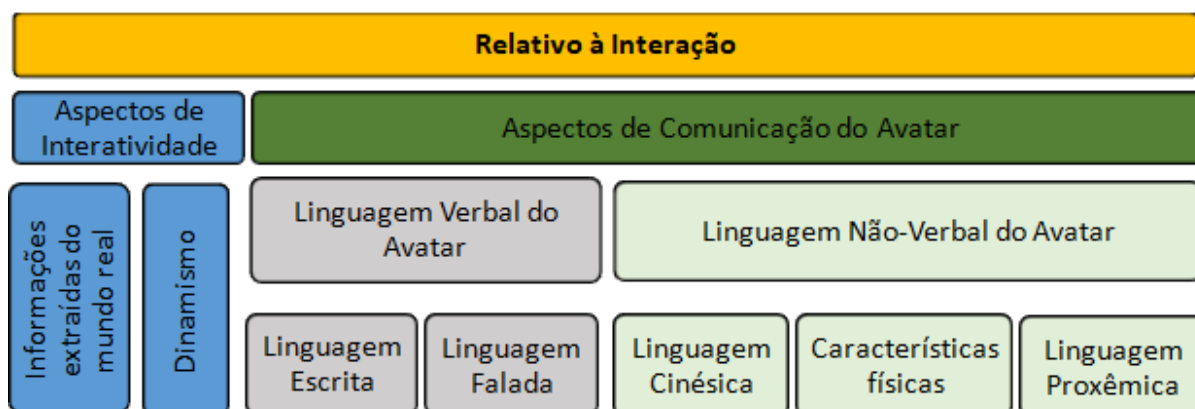 Relativo à Interação
Aspectos de
Interatividade
Aspectos de Comunicação do Avatar
Informações
extraídas do
mundo real
Dinamismo
Linguagem Verbal do
Avatar
Linguagem Não-Verbal do Avatar
Linguagem
Escrita
Linguagem
Falada
Linguagem
Cinésica
Característificas
físicas
Linguagem
Proxêmica